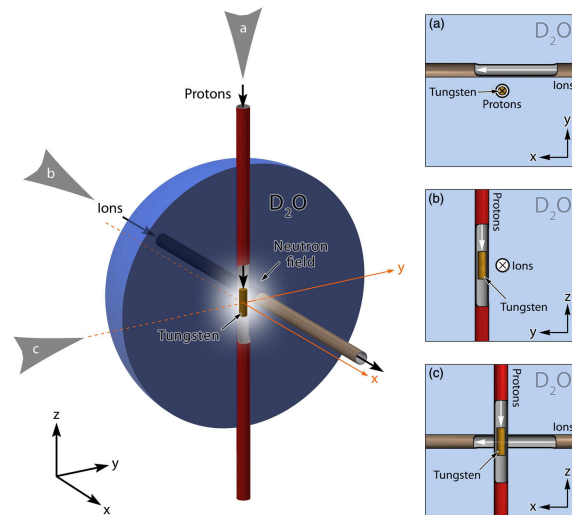 a
Protons
b
Ions
D₂O
Neutron
field
y
Tungsten
c
x
z
y
x
(a)
D₂O
Ions
Tungsten
Protons
y
x
(b)
Protons
D₂O
Ions
Tungsten
z
y
(c)
Protons
D₂O
Ions
Tungsten
z
x